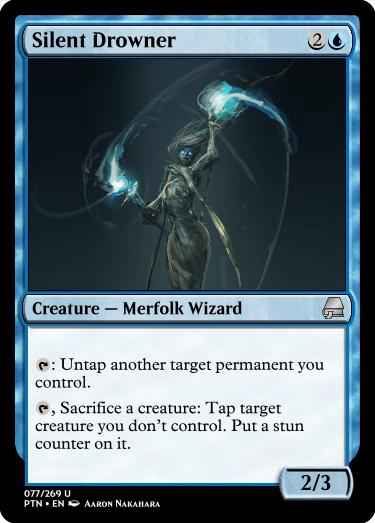 Silent Drowner 2
Creature — Merfolk Wizard
: Untap another target permanent you
control.
, Sacrifice a creature: Tap target
creature you don't control. Put a stun
counter on it.
2/3
077/269 U
PTN • EN Aaron Nakahara